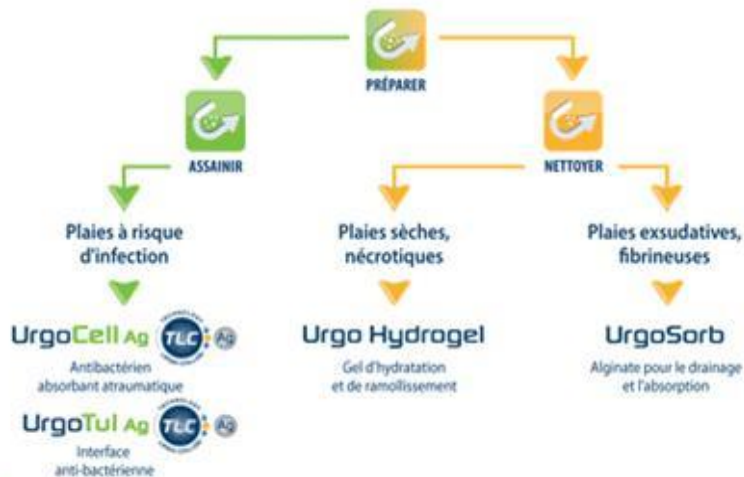 PRÉPARER
ASSAINIR
NETTOYER
Plaies à risque
d'infection
Plaies sèches,
nécrotiques
Plaies exsudatives,
fibrineuses
UrgoCell Ag TLC Ag
TECHNOLOGY
Antibactérien
absorbant atraumatique
Urgo Hydrogel
Gel d'hydratation
et de ramollissement
UrgoSorb
Alginate pour le drainage
et l'absorption
UrgoTul Ag TLC Ag
TECHNOLOGY
Interface
anti-bactérienne